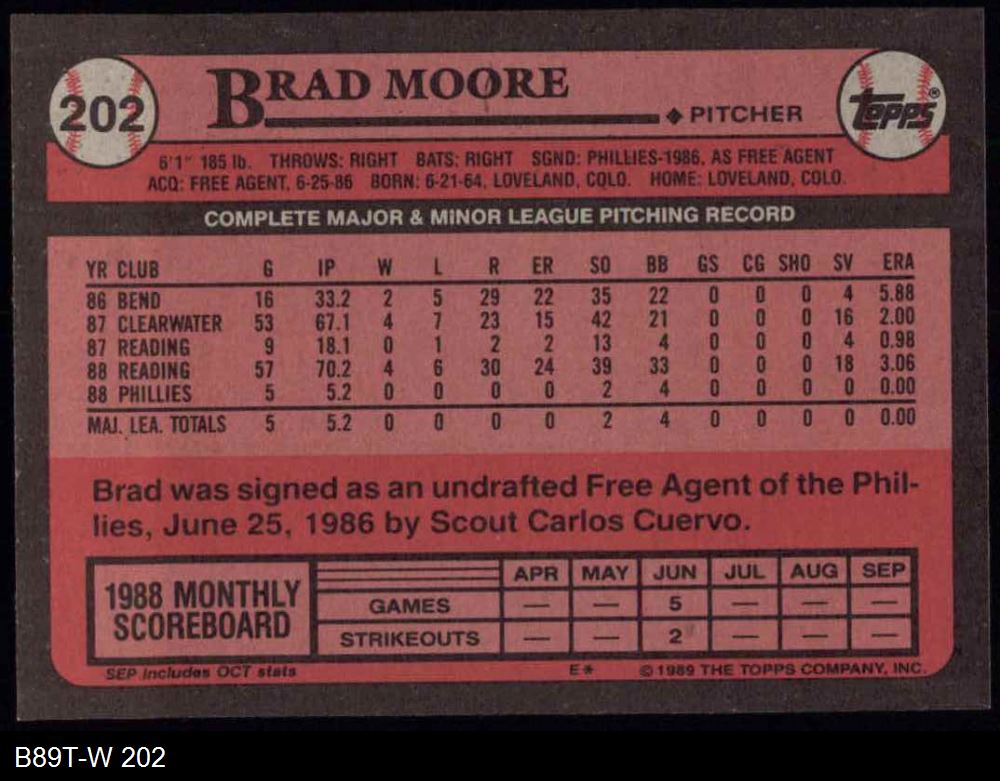 202
BRAD MOORE
◆ PITCHER
Topps®
6'1" 185 lb. THROWS: RIGHT BATS: RIGHT SGND: PHILLIES-1986, AS FREE AGENT
ACQ: FREE AGENT, 6-25-86 BORN: 6-21-64, LOVELAND, COLO. HOME: LOVELAND, COLO.
COMPLETE MAJOR & MINOR LEAGUE PITCHING RECORD
YR CLUB G IP W L R ER SO BB GS CG SHO SV ERA
86 BEND 16 33.2 2 5 29 22 35 22 0 0 0 4 5.88
87 CLEARWATER 53 67.1 4 7 23 15 42 21 0 0 0 16 2.00
87 READING 9 18.1 0 1 2 2 13 4 0 0 0 4 0.98
88 READING 57 70.2 4 6 30 24 39 33 0 0 0 18 3.06
88 PHILLIES 5 5.2 0 0 0 0 2 4 0 0 0 0 0.00
MAJ. LEA. TOTALS 5 5.2 0 0 0 0 2 4 0 0 0 0 0.00
Brad was signed as an undrafted Free Agent of the Phil-
lies, June 25, 1986 by Scout Carlos Cuervo.
1988 MONTHLY
SCOREBOARD
APR MAY JUN JUL AUG SEP
GAMES — — 5 — — —
STRIKEOUTS — — 2 — — —
SEP includes OCT stats E* © 1989 THE TOPPS COMPANY, INC.
B89T-W 202